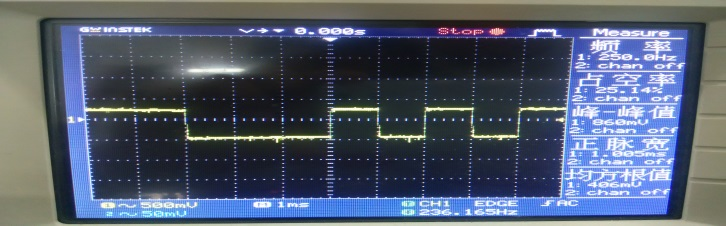 GWINSTEK 0.000s Stop Measure
频 率
1: 250.0Hz
2: chan off
占空率
1: 25.14%
2: chan off
峰-峰值
1: 860mV
2: chan off
正脉宽
1: 1.005ms
2: chan off
均方根值
1: 406mV
2: chan off
1
1 500mV 1ms CH1 EDGE AC
2 50mV 236.165Hz